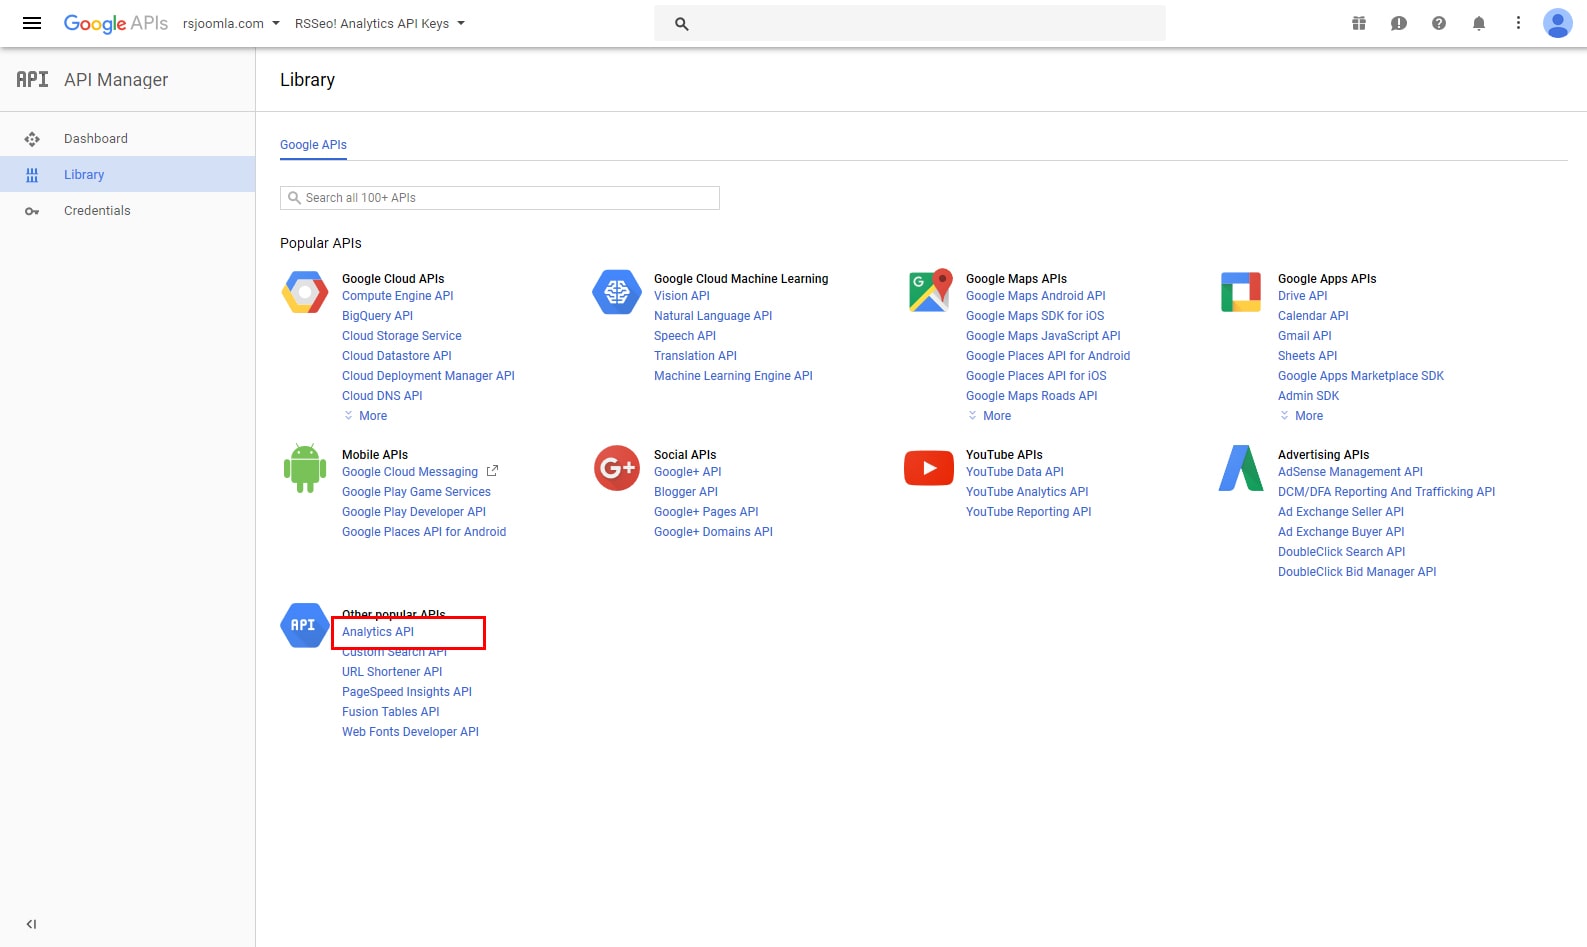 Google APIs rsjoomla.com RSSeo! Analytics API Keys
API API Manager
Library
Dashboard
Library
Credentials
Google APIs
Search all 100+ APIs
Popular APIs
Google Cloud APIs
Compute Engine API
BigQuery API
Cloud Storage Service
Cloud Datastore API
Cloud Deployment Manager API
Cloud DNS API
More
Google Cloud Machine Learning
Vision API
Natural Language API
Speech API
Translation API
Machine Learning Engine API
G
Google Maps APIs
Google Maps Android API
Google Maps SDK for iOS
Google Maps JavaScript API
Google Places API for Android
Google Places API for iOS
Google Maps Roads API
More
Google Apps APIs
Drive API
Calendar API
Gmail API
Sheets API
Google Apps Marketplace SDK
Admin SDK
More
Mobile APIs
Google Cloud Messaging
Google Play Game Services
Google Play Developer API
Google Places API for Android
G+
Social APIs
Google+ API
Blogger API
Google+ Pages API
Google+ Domains API
YouTube APIs
YouTube Data API
YouTube Analytics API
YouTube Reporting API
Advertising APIs
AdSense Management API
DCM/DFA Reporting And Trafficking API
Ad Exchange Seller API
Ad Exchange Buyer API
DoubleClick Search API
DoubleClick Bid Manager API
API
Other popular APIs
Analytics API
Custom Search API
URL Shortener API
PageSpeed Insights API
Fusion Tables API
Web Fonts Developer API